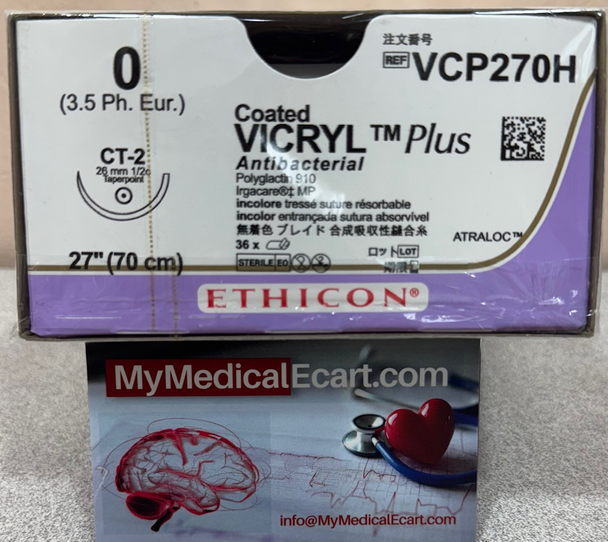 0
(3.5 Ph. Eur.)
CT-2
26 mm 1/2c
Taperpoint
27" (70 cm)
注文番号
REF VCP270H
Coated
VICRYL™ Plus
Antibacterial
Polyglactin 910
Irgacare®‡ MP
incolore tressé suture résorbable
incolor entrançada sutura absorvível
無着色 ブレイド 合成吸収性縫合糸
36 x
STERILE EO
ATRALOC™
ロット LOT
ETHICON®
MyMedicalEcart.com
info@MyMedicalEcart.com